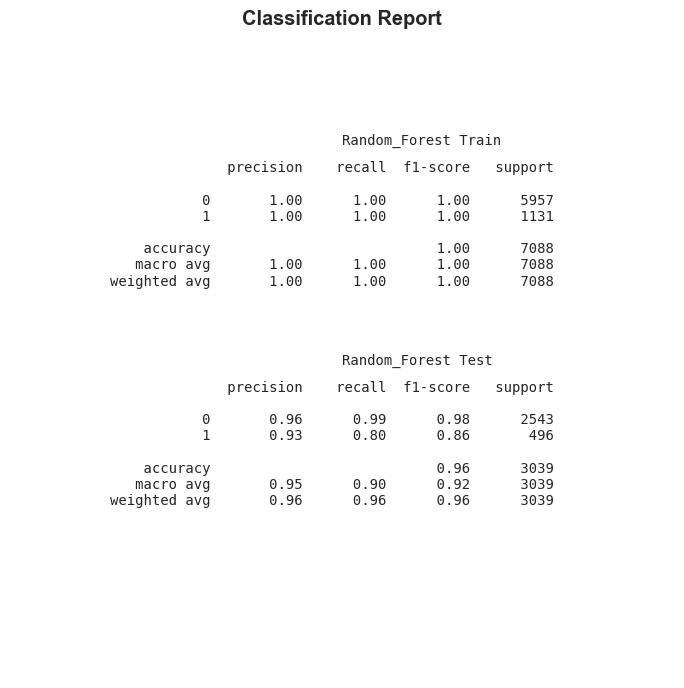 Classification Report
Random_Forest Train
precision recall f1-score support
0 1.00 1.00 1.00 5957
1 1.00 1.00 1.00 1131
accuracy 1.00 7088
macro avg 1.00 1.00 1.00 7088
weighted avg 1.00 1.00 1.00 7088
Random_Forest Test
precision recall f1-score support
0 0.96 0.99 0.98 2543
1 0.93 0.80 0.86 496
accuracy 0.96 3039
macro avg 0.95 0.90 0.92 3039
weighted avg 0.96 0.96 0.96 3039